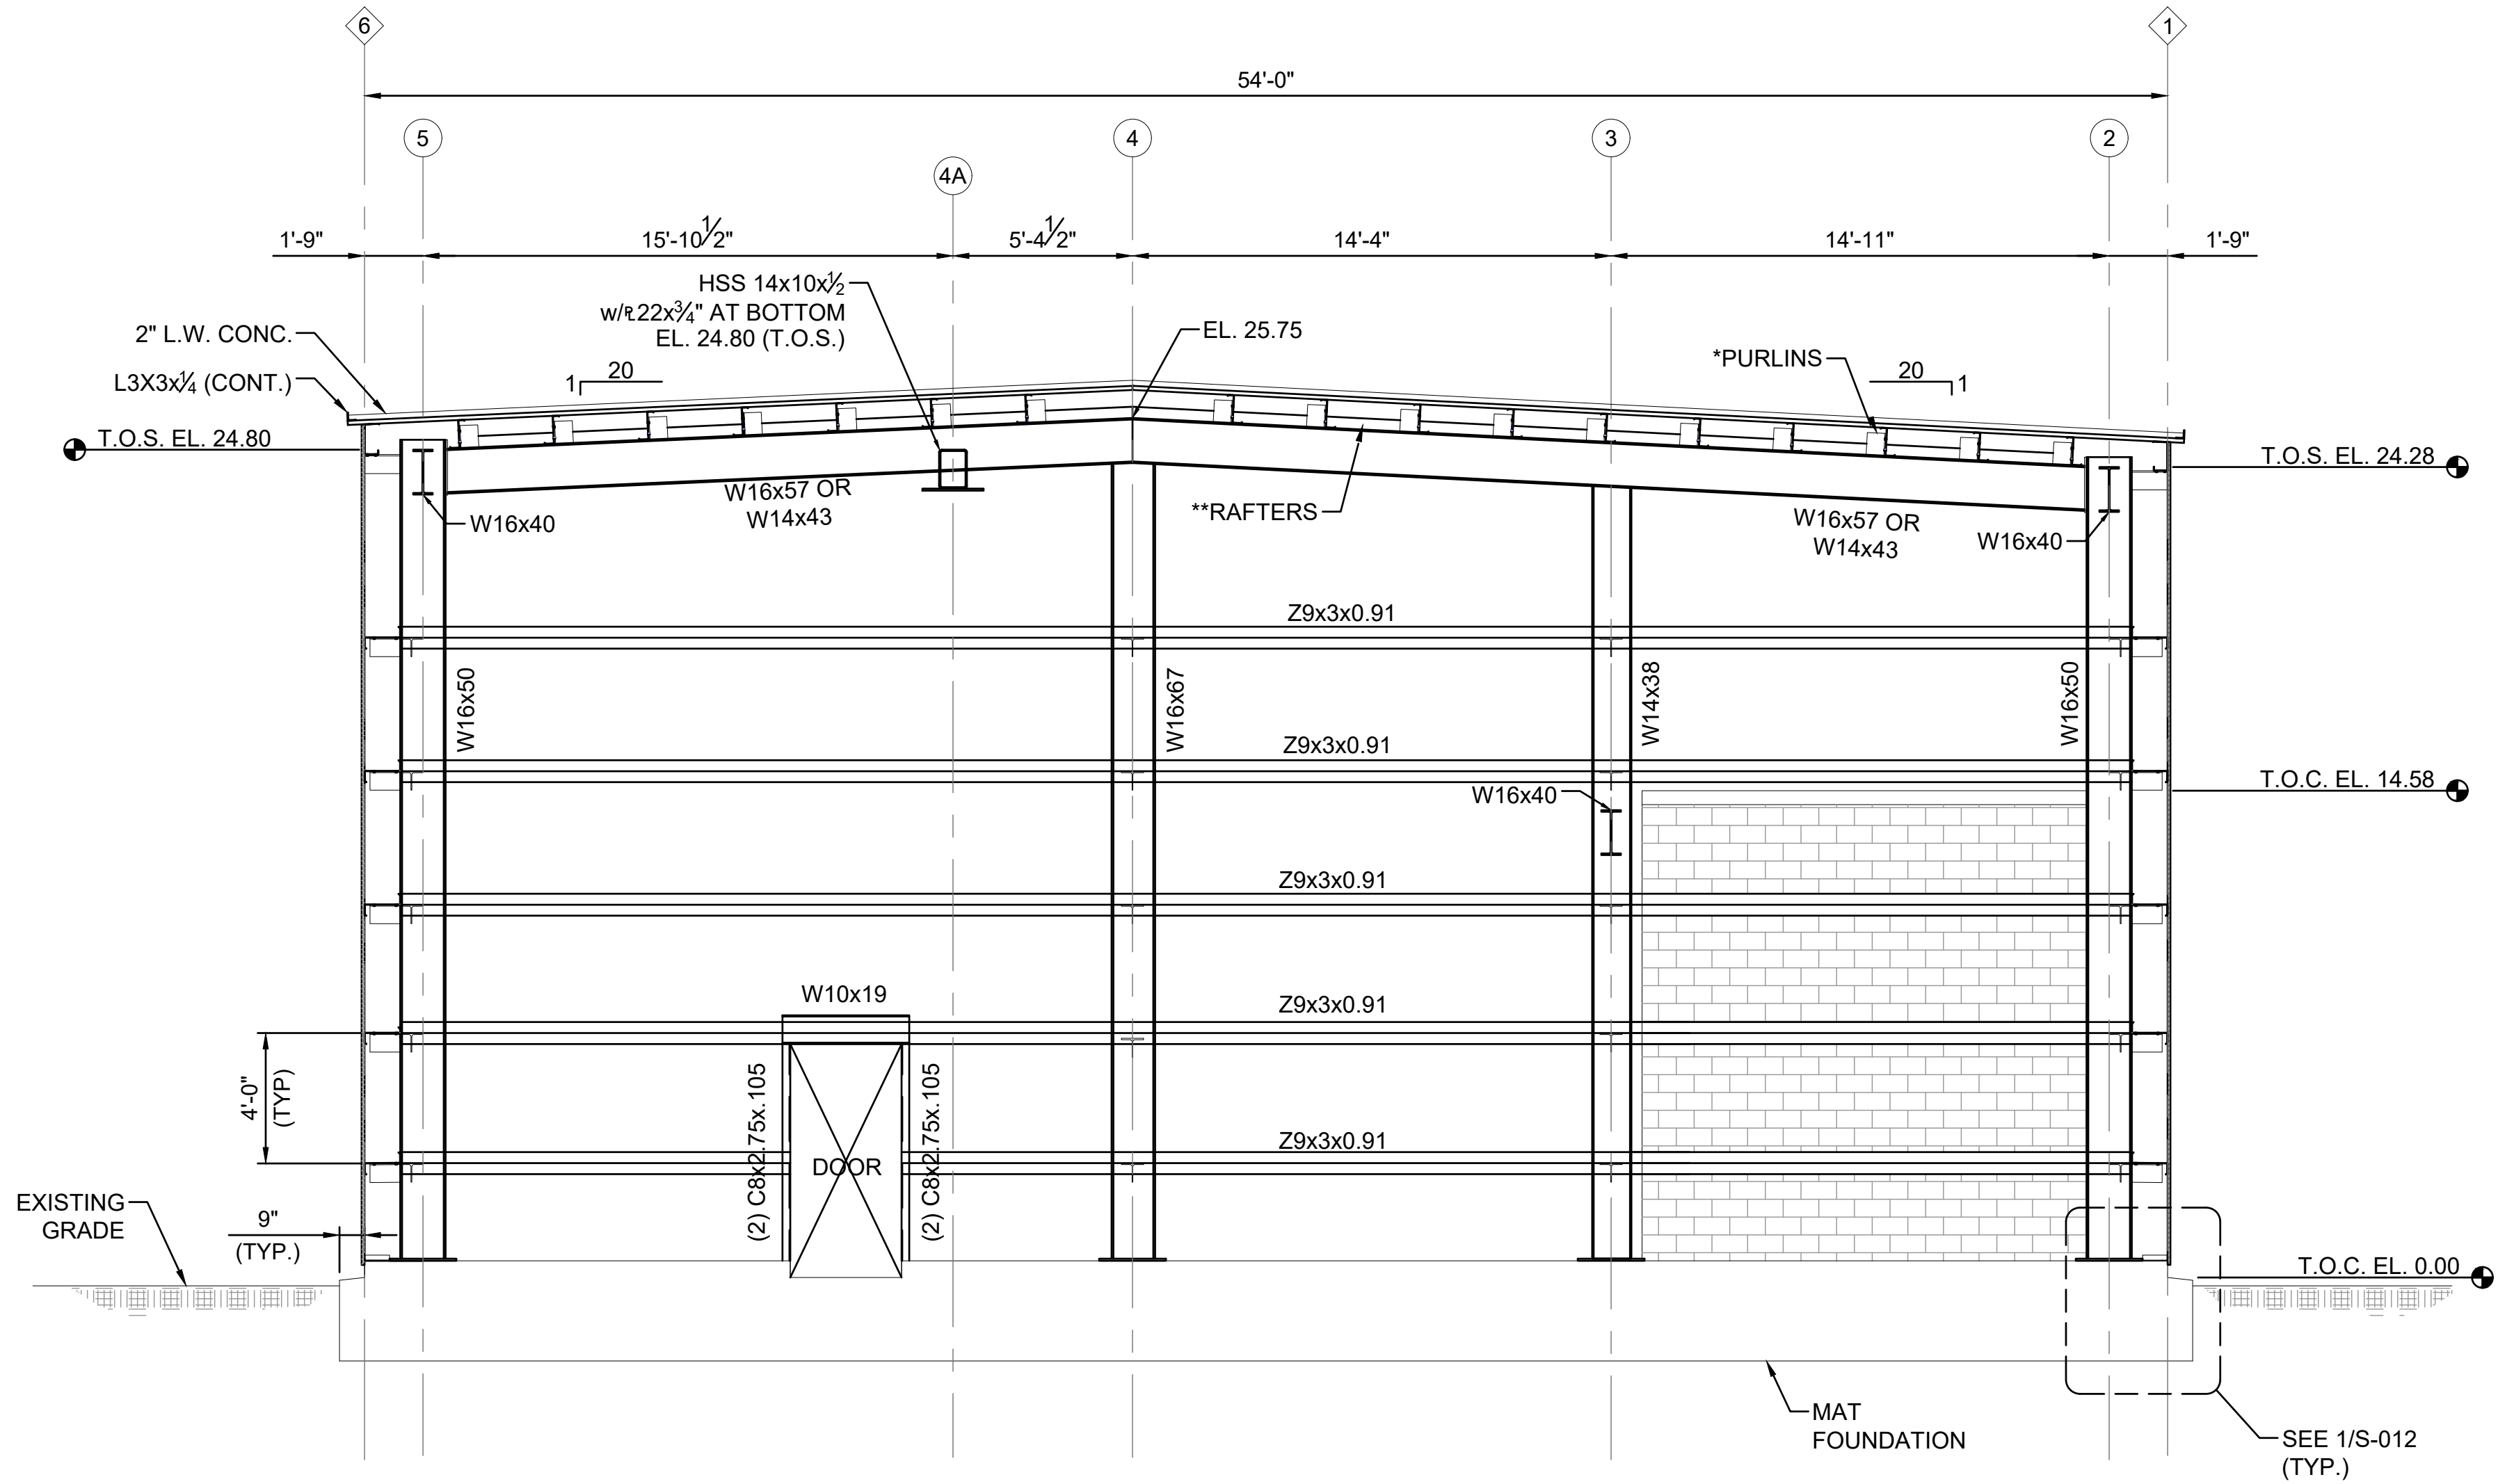 6
1
54'-0"
5
4
3
2
4A
1'-9"
15'-10 1/2"
5'-4 1/2"
14'-4"
14'-11"
1'-9"
HSS 14x10x1/2
w/℄22x3/4" AT BOTTOM
EL. 24.80 (T.O.S.)
2" L.W. CONC.
EL. 25.75
*PURLINS
L3X3x1/4 (CONT.)
1
20
20
1
T.O.S. EL. 24.80
T.O.S. EL. 24.28
W16x57 OR
W14x43
W16x40
**RAFTERS
W16x57 OR
W14x43
W16x40
Z9x3x0.91
W16x50
W16x67
W14x38
W16x50
Z9x3x0.91
T.O.C. EL. 14.58
W16x40
Z9x3x0.91
W10x19
Z9x3x0.91
4'-0"
(TYP)
(2) C8x2.75x.105
(2) C8x2.75x.105
Z9x3x0.91
DOOR
EXISTING
GRADE
9"
(TYP.)
T.O.C. EL. 0.00
MAT
FOUNDATION
SEE 1/S-012
(TYP.)